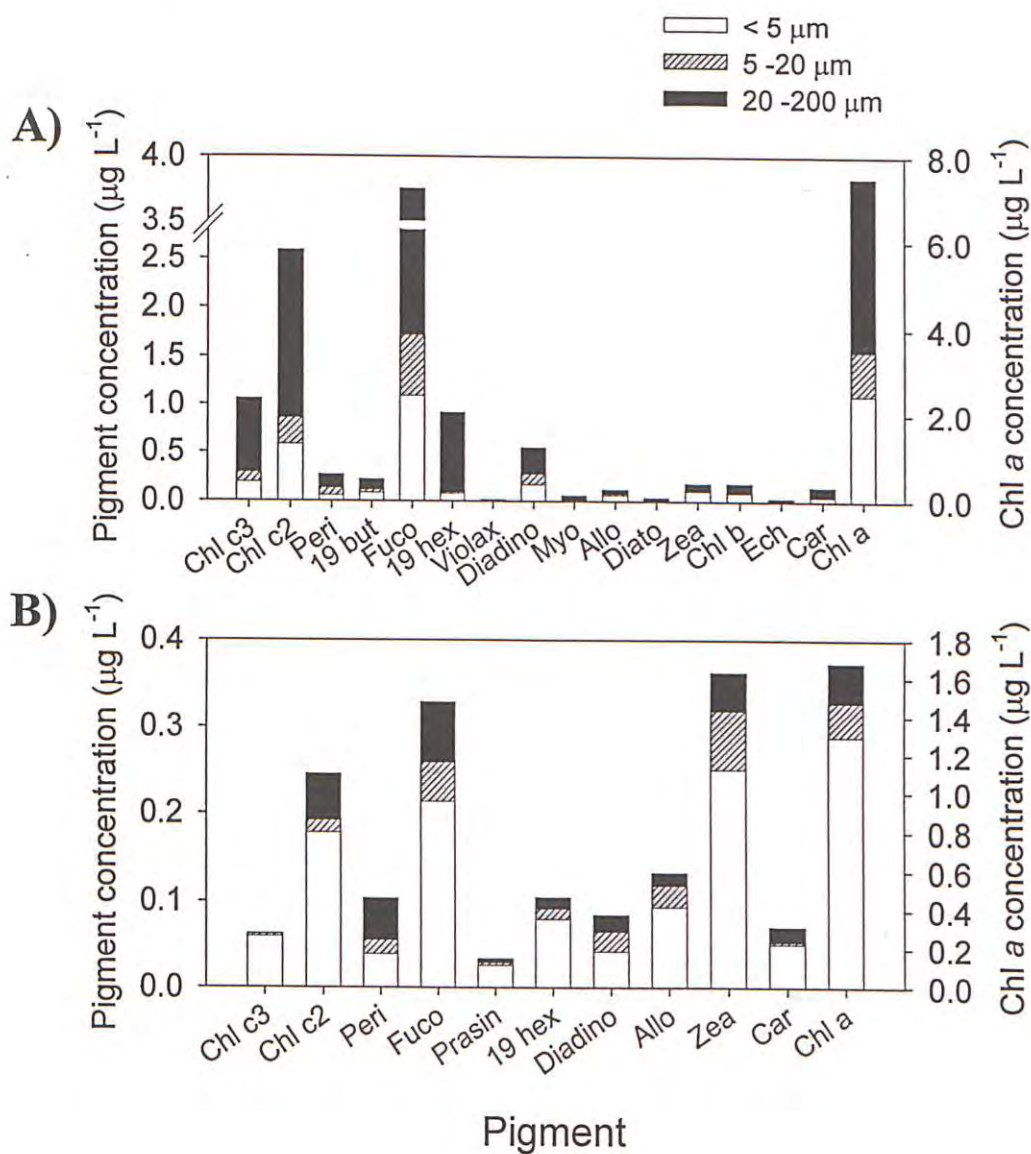 < 5 µm
5 -20 µm
20 -200 µm
A)
Pigment concentration (µg L⁻¹)
4.0
3.5
2.5
2.0
1.5
1.0
0.5
0.0
8.0
6.0
4.0
2.0
0.0
Chl a concentration (µg L⁻¹)
Chl c3
Chl c2
Peri
19 but
Fuco
19 hex
Violax
Diadino
Myo
Allo
Diato
Zea
Chl b
Ech
Car
Chl a
B)
Pigment concentration (µg L⁻¹)
0.4
0.3
0.2
0.1
0.0
1.8
1.6
1.4
1.2
1.0
0.8
0.6
0.4
0.2
0.0
Chl a concentration (µg L⁻¹)
Chl c3
Chl c2
Peri
Fuco
Prasin
19 hex
Diadino
Allo
Zea
Car
Chl a
Pigment